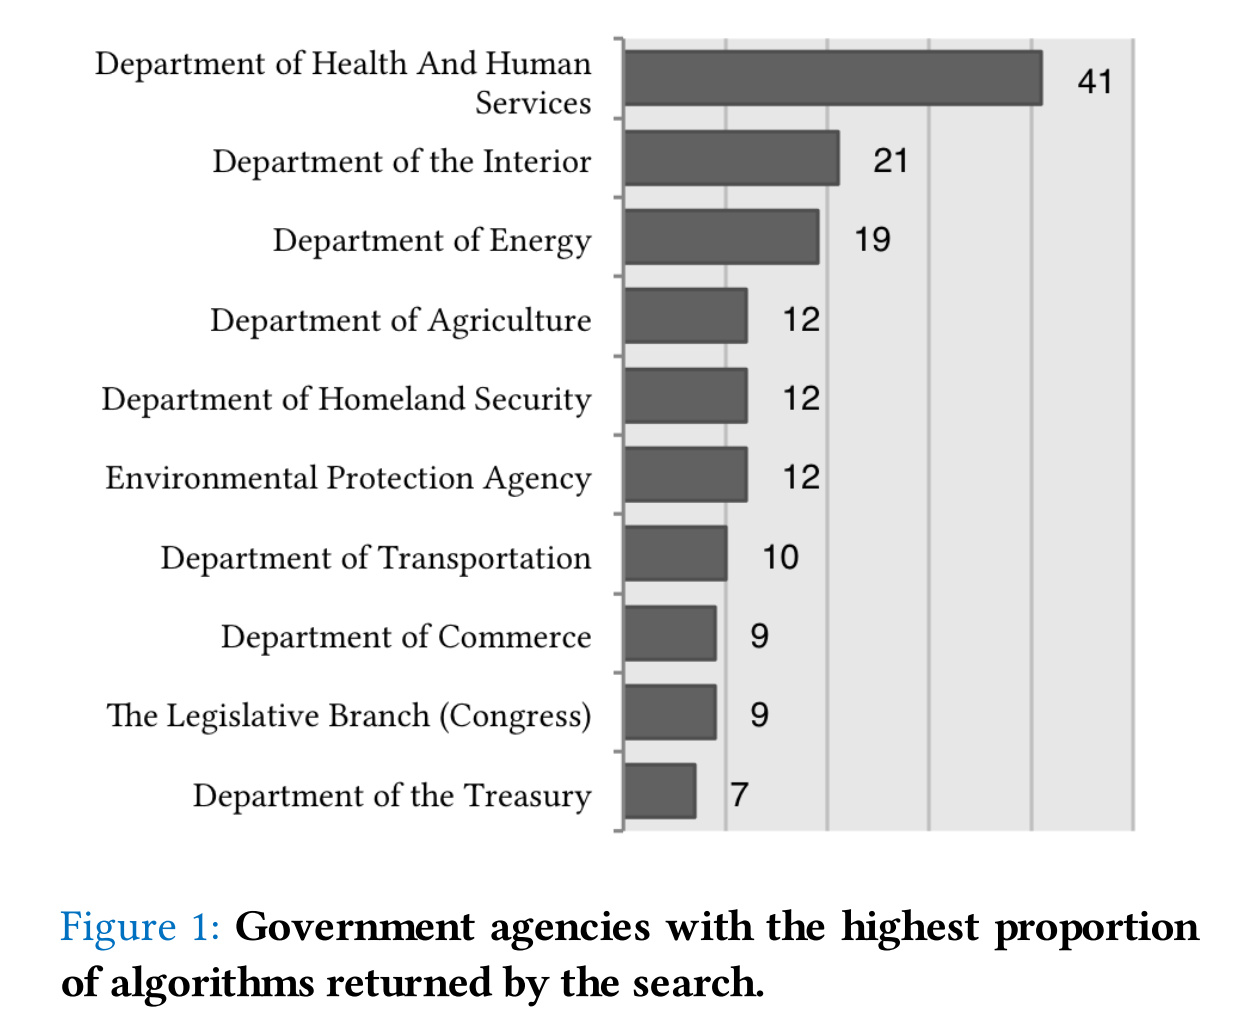 Department of Health And Human
Services
41
Department of the Interior
21
Department of Energy
19
Department of Agriculture
12
Department of Homeland Security
12
Environmental Protection Agency
12
Department of Transportation
10
Department of Commerce
9
The Legislative Branch (Congress)
9
Department of the Treasury
7
Figure 1: Government agencies with the highest proportion
of algorithms returned by the search.